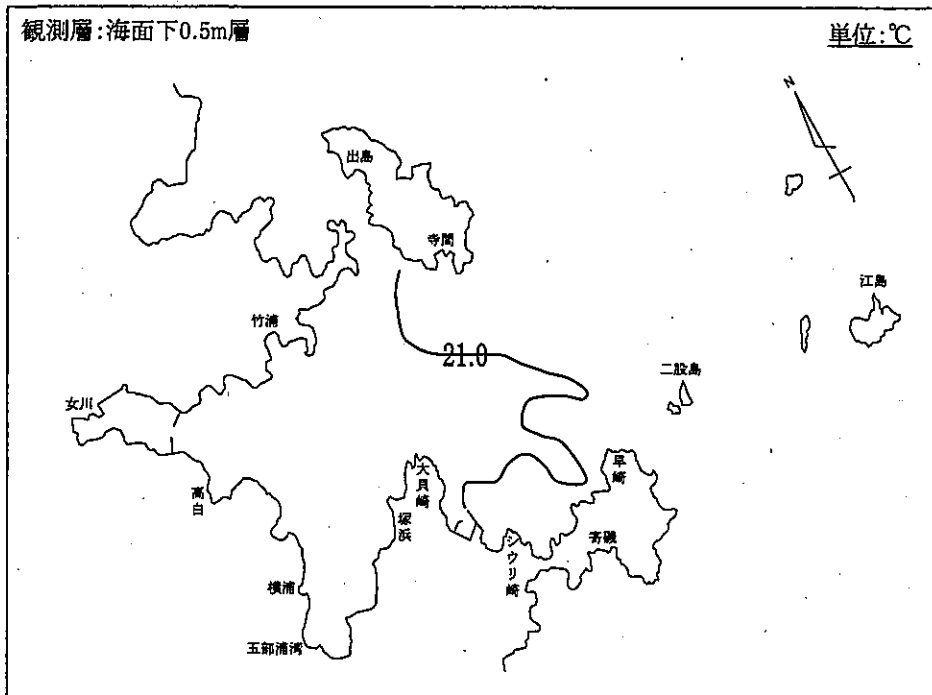 観測層:海面下0.5m層
単位:℃
N
出島
寺間
江島
竹浦
21.0
二股島
女川
大貝崎
早崎
高白
塚浜
シウリ崎
寄磯
横浦
五部浦湾